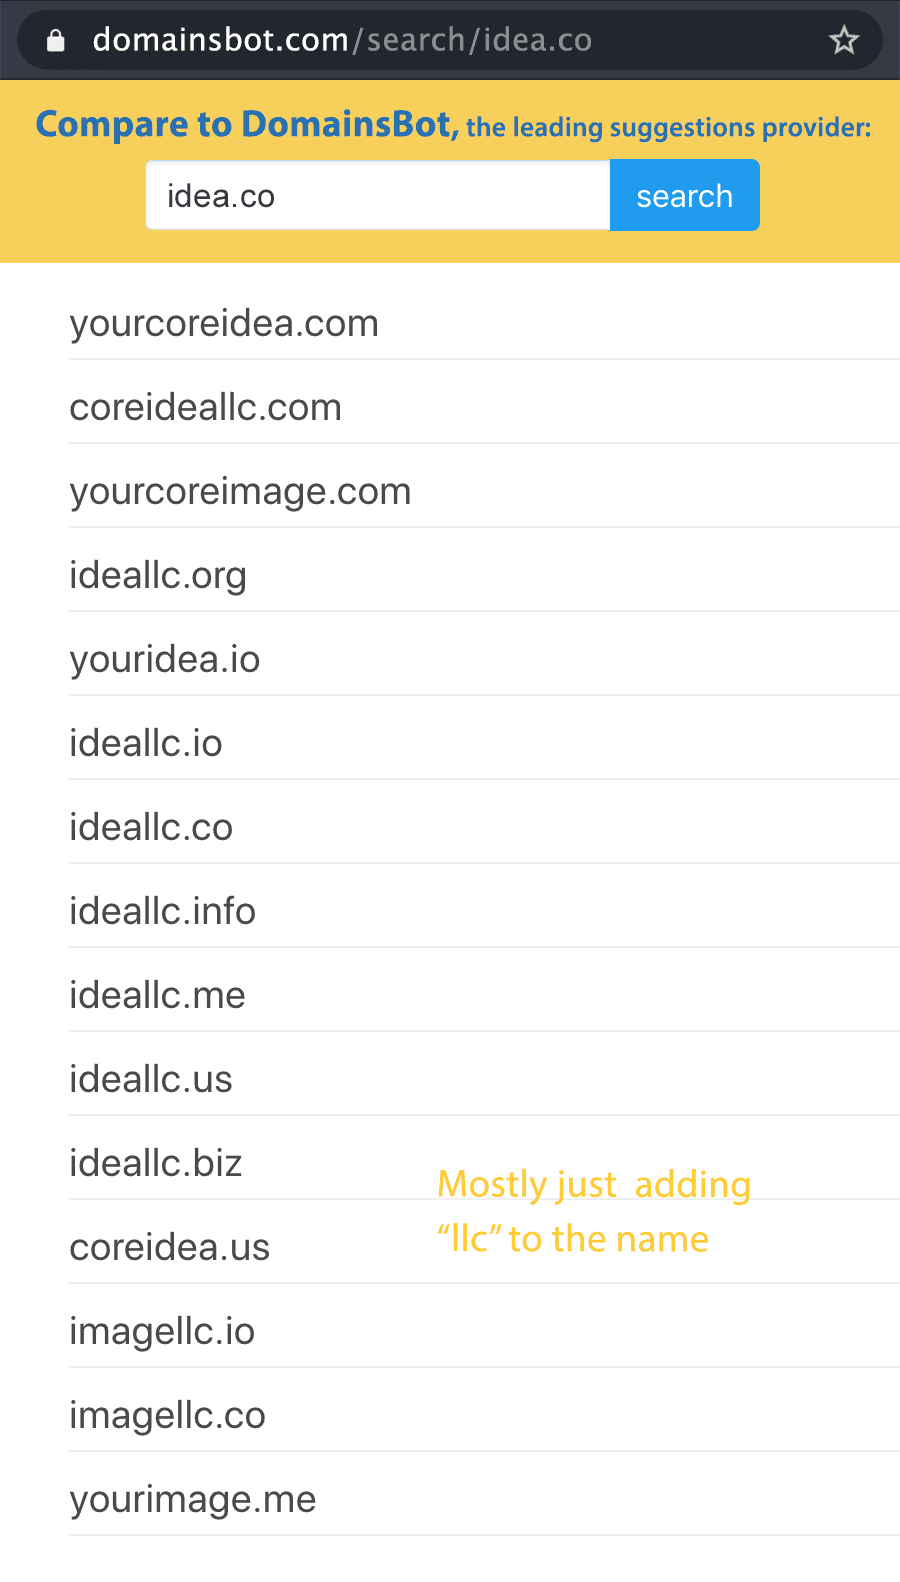 domainsbot.com/search/idea.co
Compare to DomainsBot, the leading suggestions provider:
idea.co search
yourcoreidea.com
coreideallc.com
yourcoreimage.com
ideallc.org
youridea.io
ideallc.io
ideallc.co
ideallc.info
ideallc.me
ideallc.us
ideallc.biz
Mostly just adding
“llc” to the name
coreidea.us
imagellc.io
imagellc.co
yourimage.me